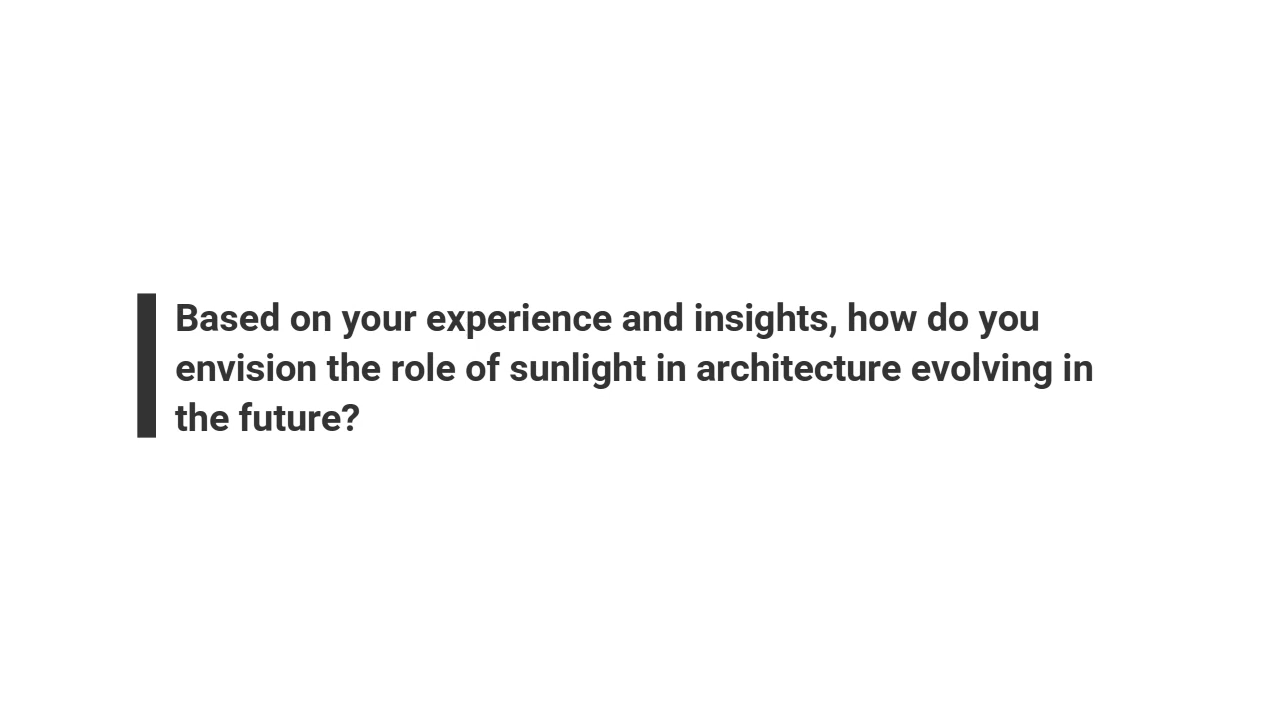 Based on your experience and insights, how do you
envision the role of sunlight in architecture evolving in
the future?